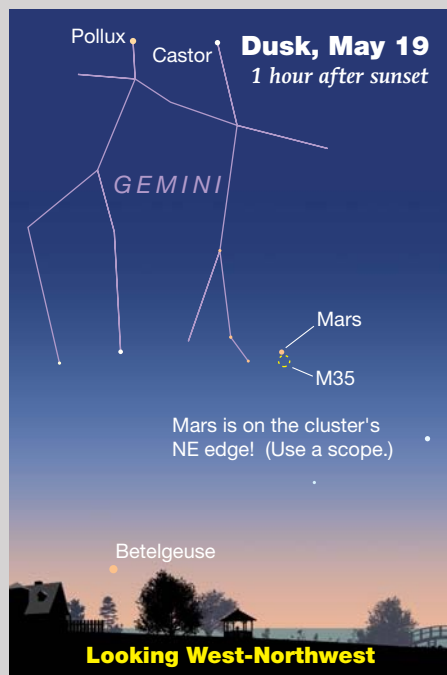 Pollux
Castor
Dusk, May 19
1 hour after sunset
GEMINI
Mars
M35
Mars is on the cluster's
NE edge! (Use a scope.)
Betelgeuse
Looking West-Northwest